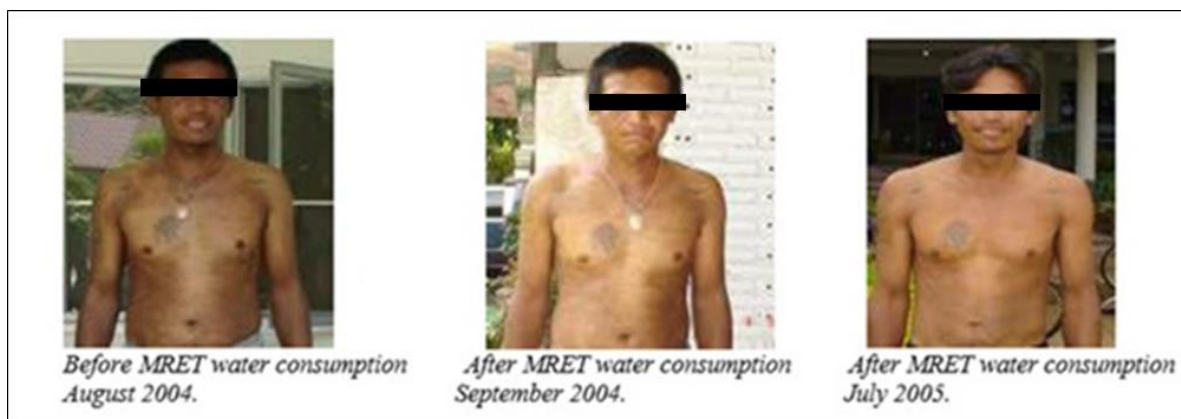 Before MRET water consumption
August 2004.
After MRET water consumption
September 2004.
After MRET water consumption
July 2005.